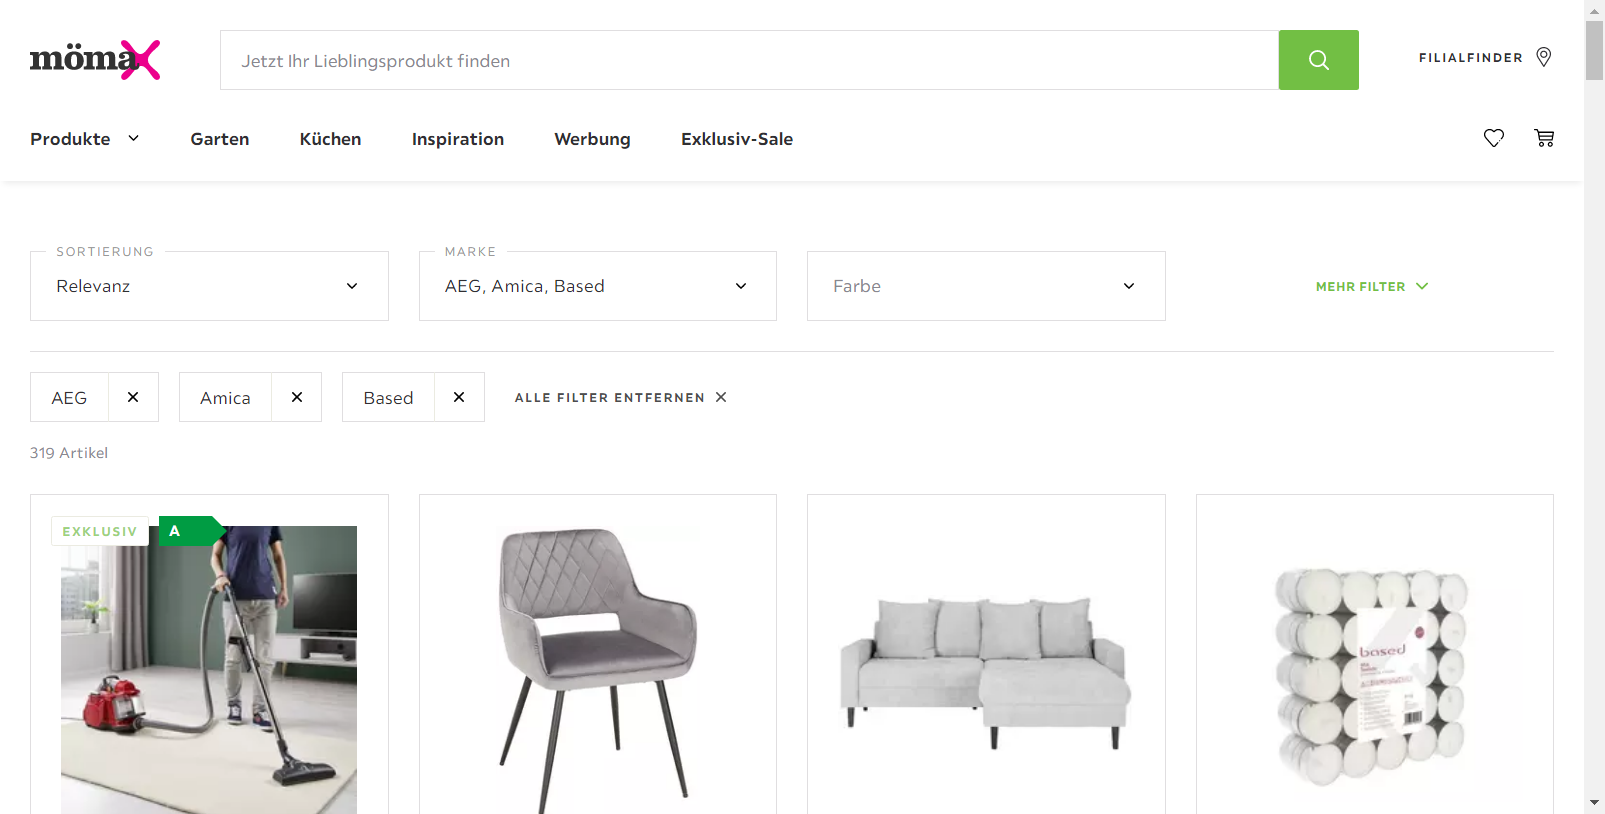 mömax
Jetzt Ihr Lieblingsprodukt finden
FILIALFINDER
Produkte
Garten
Küchen
Inspiration
Werbung
Exklusiv-Sale
SORTIERUNG
Relevanz
MARKE
AEG, Amica, Based
Farbe
MEHR FILTER
AEG
Amica
Based
ALLE FILTER ENTFERNEN
319 Artikel
EXKLUSIV
A
based